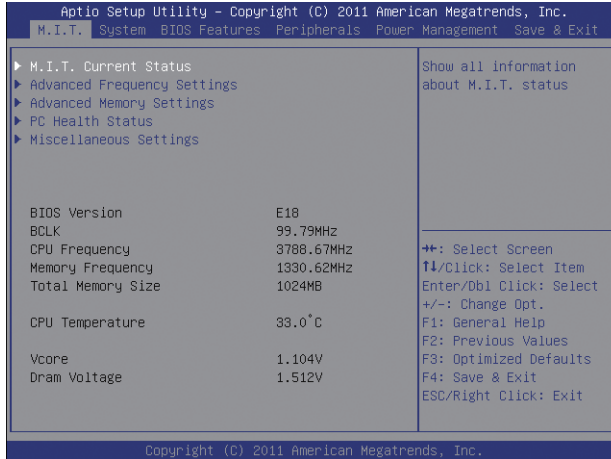 Aptio Setup Utility – Copyright (C) 2011 American Megatrends, Inc.
M.I.T. System BIOS Features Peripherals Power Management Save & Exit
M.I.T. Current Status
Advanced Frequency Settings
Advanced Memory Settings
PC Health Status
Miscellaneous Settings
Show all information
about M.I.T. status
BIOS Version E18
BCLK 99.79MHz
CPU Frequency 3788.67MHz
Memory Frequency 1330.62MHz
Total Memory Size 1024MB
CPU Temperature 33.0°C
Vcore 1.104V
Dram Voltage 1.512V
→←: Select Screen
↑↓/Click: Select Item
Enter/Dbl Click: Select
+/-: Change Opt.
F1: General Help
F2: Previous Values
F3: Optimized Defaults
F4: Save & Exit
ESC/Right Click: Exit
Copyright (C) 2011 American Megatrends, Inc.